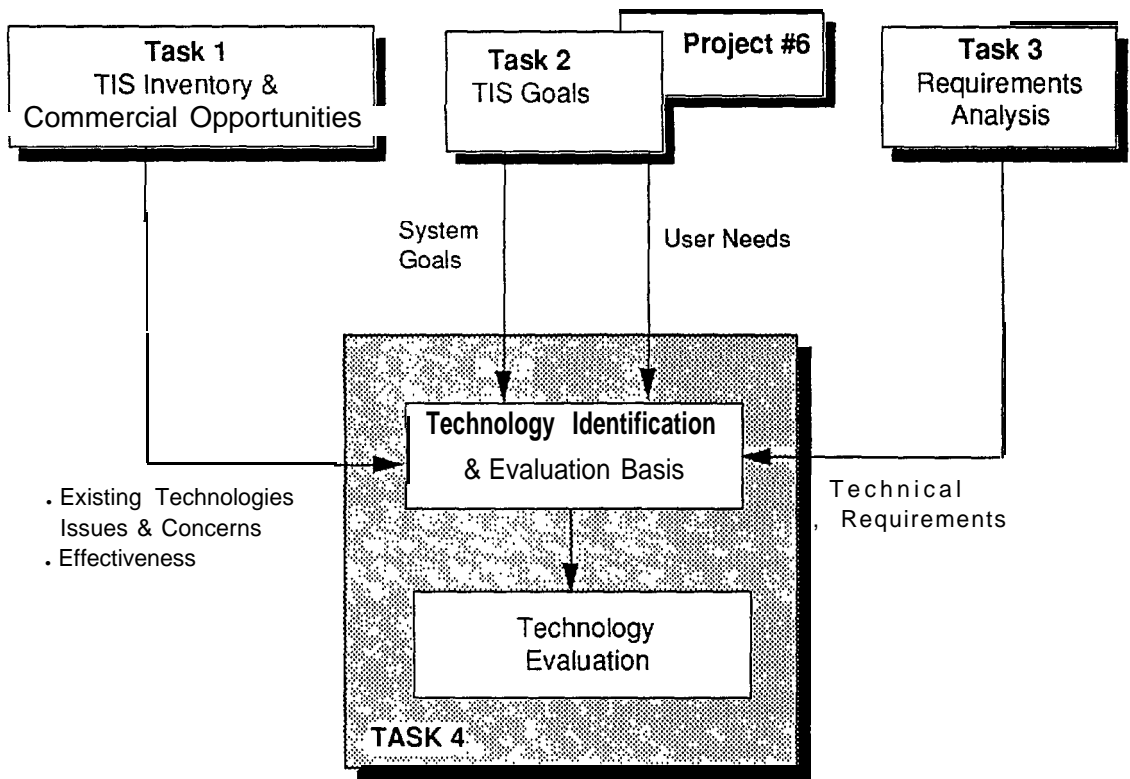 Task 1
TIS Inventory &
Commercial Opportunities
Task 2
TIS Goals
Project #6
Task 3
Requirements
Analysis
System
Goals
User Needs
Technology Identification
& Evaluation Basis
. Existing Technologies
Issues & Concerns
. Effectiveness
Technical
, Requirements
Technology
Evaluation
TASK 4